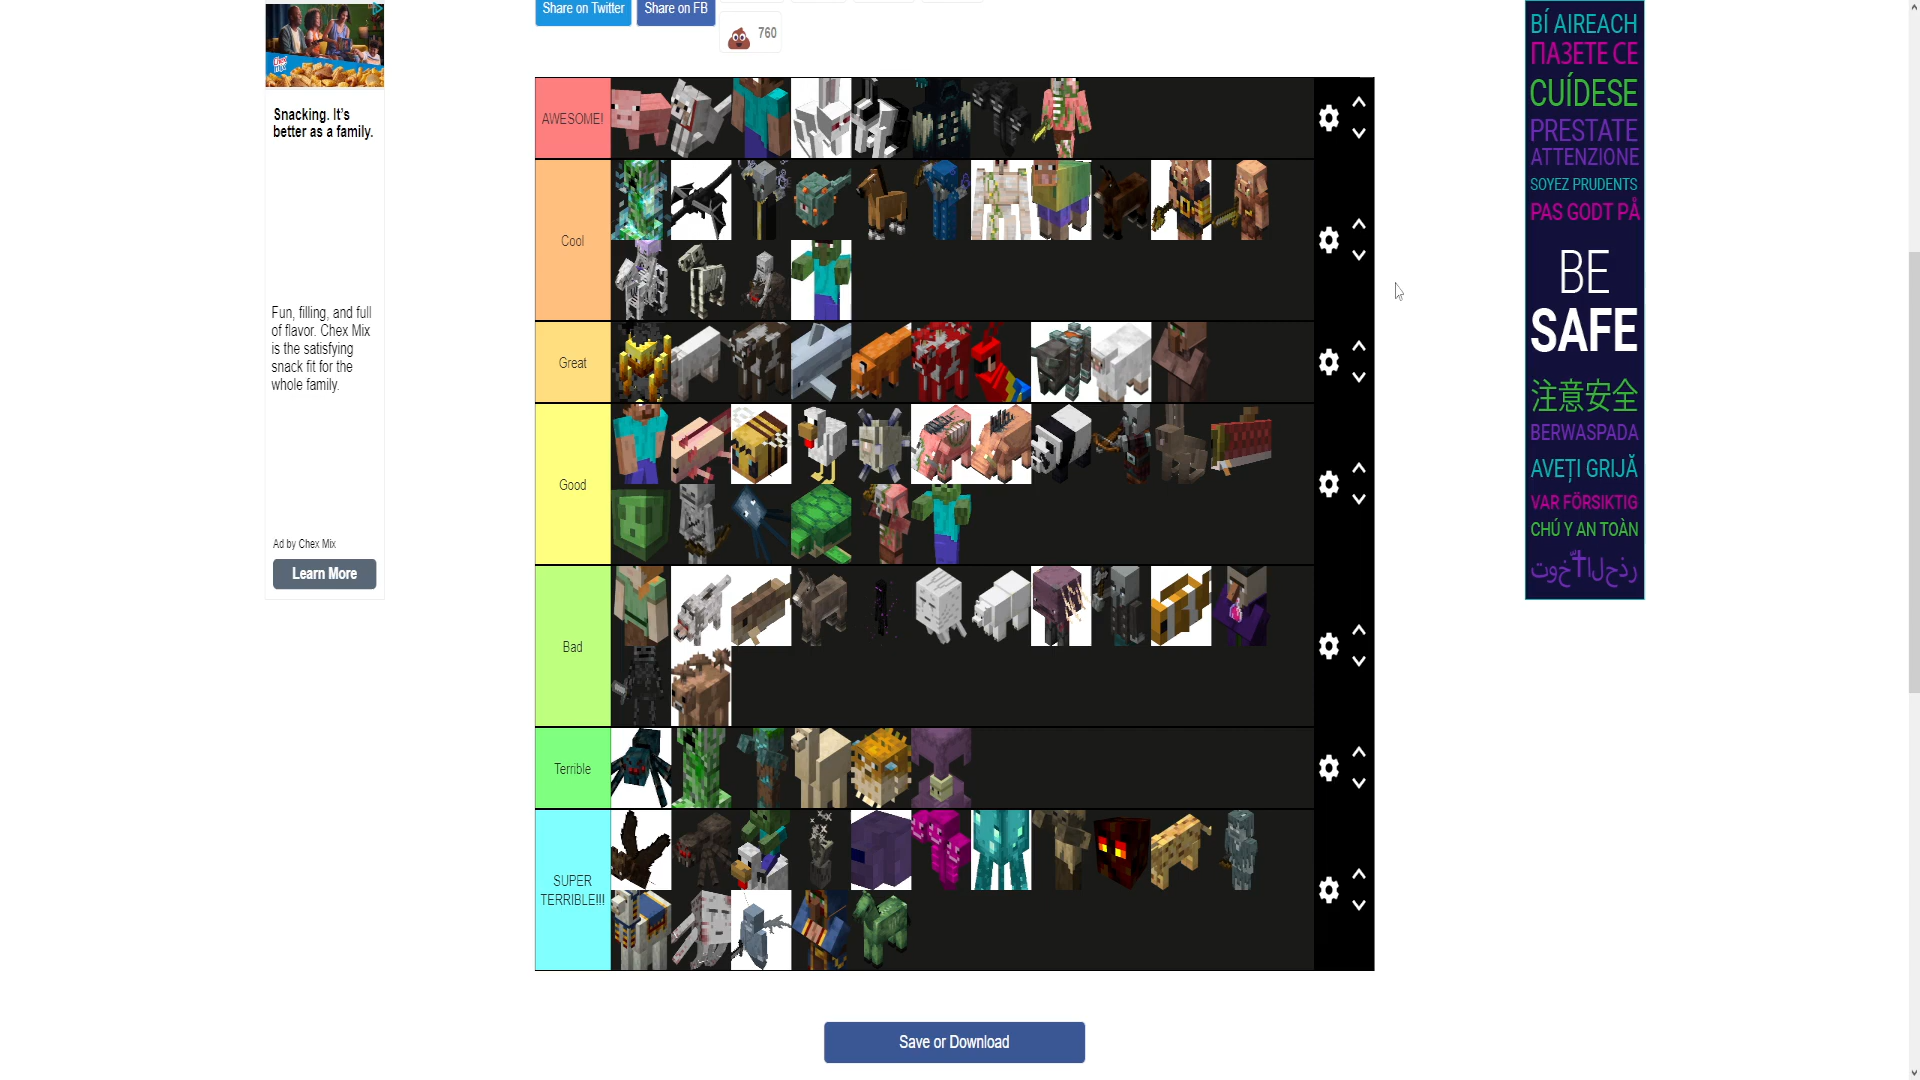 Share on Twitter
Share on FB
760
Snacking. It's
better as a family.
Fun, filling, and full
of flavor. Chex Mix
is the satisfying
snack fit for the
whole family.
Ad by Chex Mix
Learn More
AWESOME!
Cool
Great
Good
Bad
Terrible
SUPER
TERRIBLE!!!
Save or Download
BÍ AIREACH
ПАЗЕТЕ СЕ
CUÍDESE
PRESTATE
ATTENZIONE
SOYEZ PRUDENTS
PAS GODT PÅ
BE
SAFE
注意安全
BERWASPADA
AVEȚI GRIJĂ
VAR FÖRSIKTIG
CHÚ Ý AN TOÀN